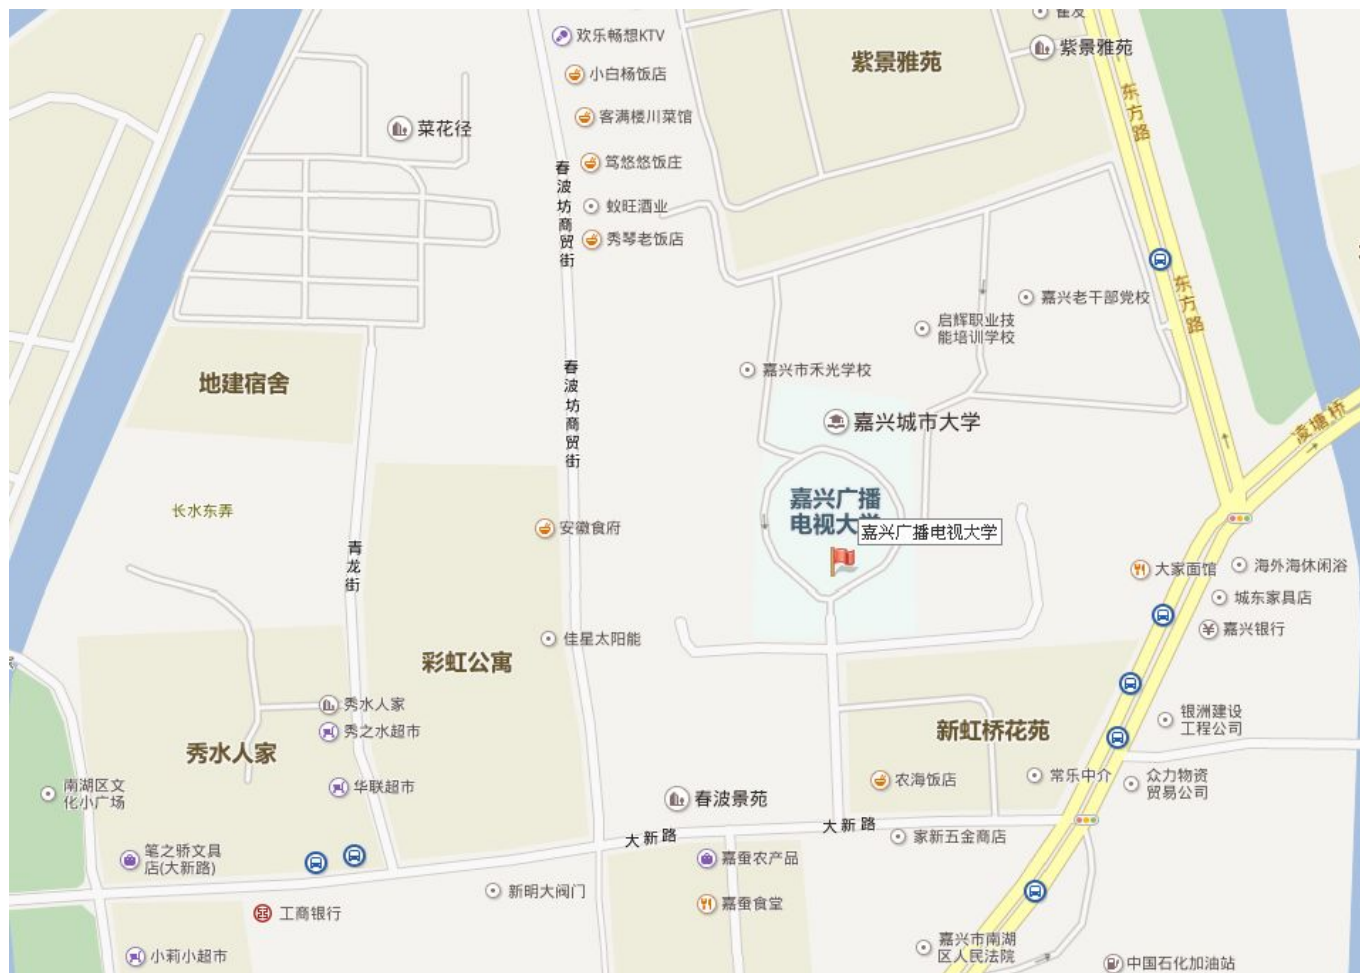 欢乐畅想KTV
小白杨饭店
客满楼川菜馆
笃悠悠饭庄
蚁旺酒业
秀琴老饭店
菜花径
紫景雅苑
紫景雅苑
东方路
春波坊商贸街
东方路
嘉兴老干部党校
启辉职业技
能培训学校
嘉兴市禾光学校
地建宿舍
春波坊商贸街
嘉兴城市大学
凌塘桥
嘉兴广播
电视大学
嘉兴广播电视大学
长水东弄
安徽食府
青龙街
大家面馆
海外海休闲浴
城东家具店
嘉兴银行
佳星太阳能
彩虹公寓
秀水人家
秀之水超市
秀水人家
华联超市
南湖区文
化小广场
银洲建设
工程公司
新虹桥花苑
农海饭店
常乐中介
众力物资
贸易公司
春波景苑
大新路
大新路
家新五金商店
笔之骄文具
店(大新路)
嘉蚕农产品
新明大阀门
嘉蚕食堂
工商银行
小莉小超市
嘉兴市南湖
区人民法院
中国石化加油站